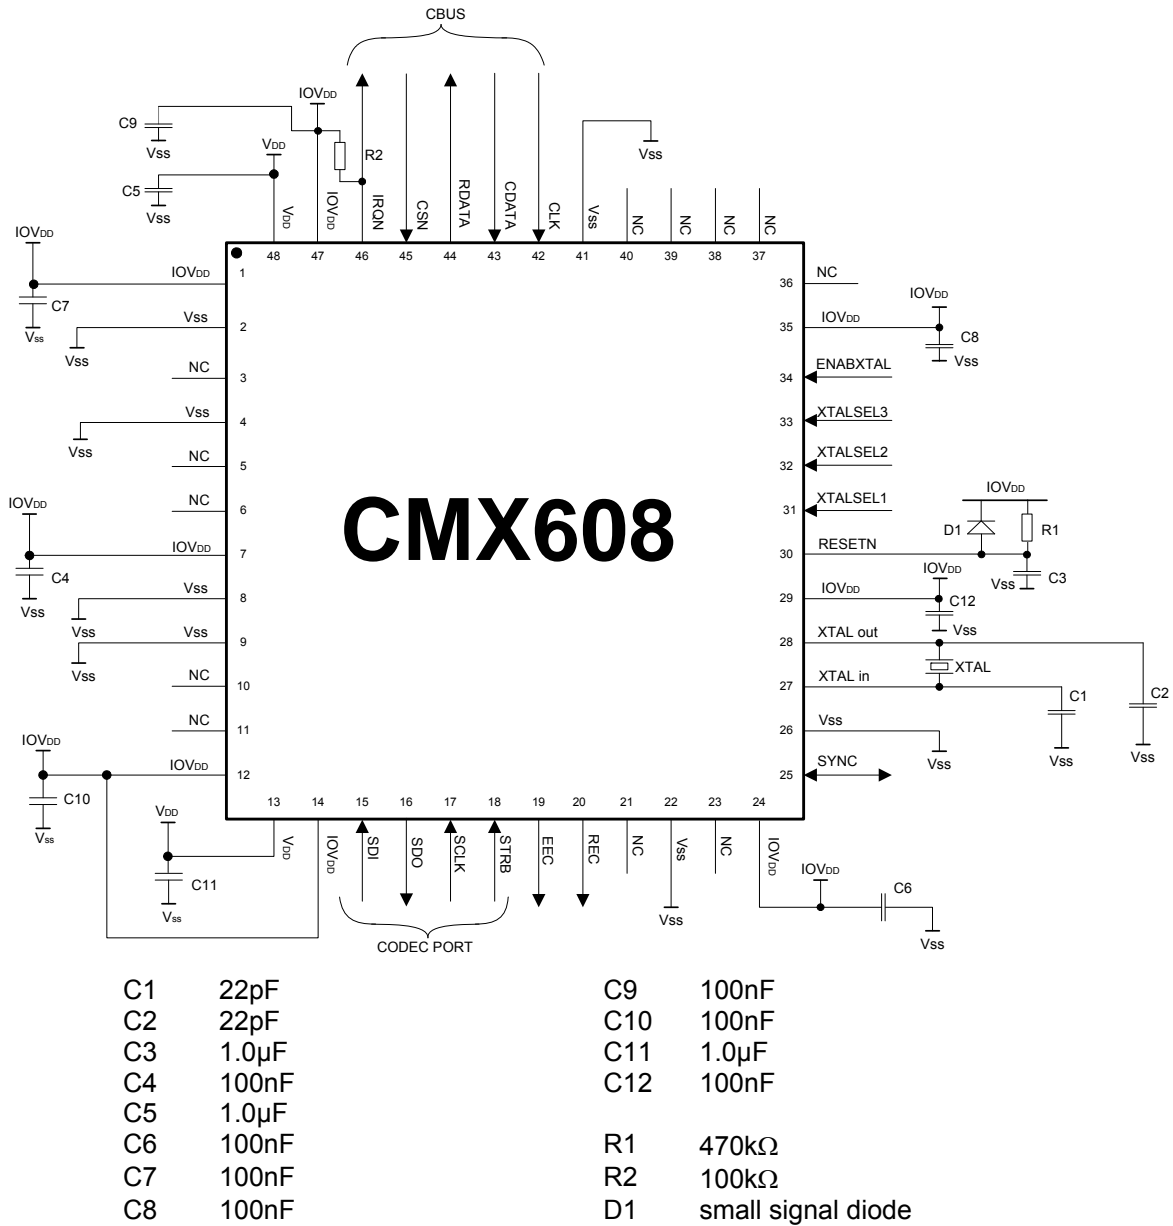 CBUS
IOVDD
C9
Vss
R2
VDD
C5
Vss
Vss
VDD
IOVDD
IRQN
CSN
RDATA
CDATA
CLK
Vss
NC
NC
NC
NC
48
47
46
45
44
43
42
41
40
39
38
37
IOVDD
IOVDD
1
C7
Vss
Vss
2
Vss
NC
3
Vss
4
Vss
NC
5
NC
6
IOVDD
IOVDD
7
C4
Vss
Vss
8
Vss
Vss
9
Vss
NC
10
NC
11
IOVDD
IOVDD
12
C10
Vss
CMX608
36
NC
IOVDD
35
IOVDD
C8
Vss
34
ENABXTAL
33
XTALSEL3
32
XTALSEL2
31
XTALSEL1
IOVDD
D1
R1
30
RESETN
IOVDD
Vss
C3
29
IOVDD
C12
Vss
28
XTAL out
XTAL
27
XTAL in
C1
C2
26
Vss
Vss
Vss
Vss
25
SYNC
13
14
15
16
17
18
19
20
21
22
23
24
VDD
VDD
IOVDD
SDI
SDO
SCLK
STRB
EEC
REC
NC
Vss
NC
IOVDD
C11
Vss
IOVDD
C6
Vss
Vss
CODEC PORT
C1 22pF
C2 22pF
C3 1.0µF
C4 100nF
C5 1.0µF
C6 100nF
C7 100nF
C8 100nF
C9 100nF
C10 100nF
C11 1.0µF
C12 100nF
R1 470kΩ
R2 100kΩ
D1 small signal diode